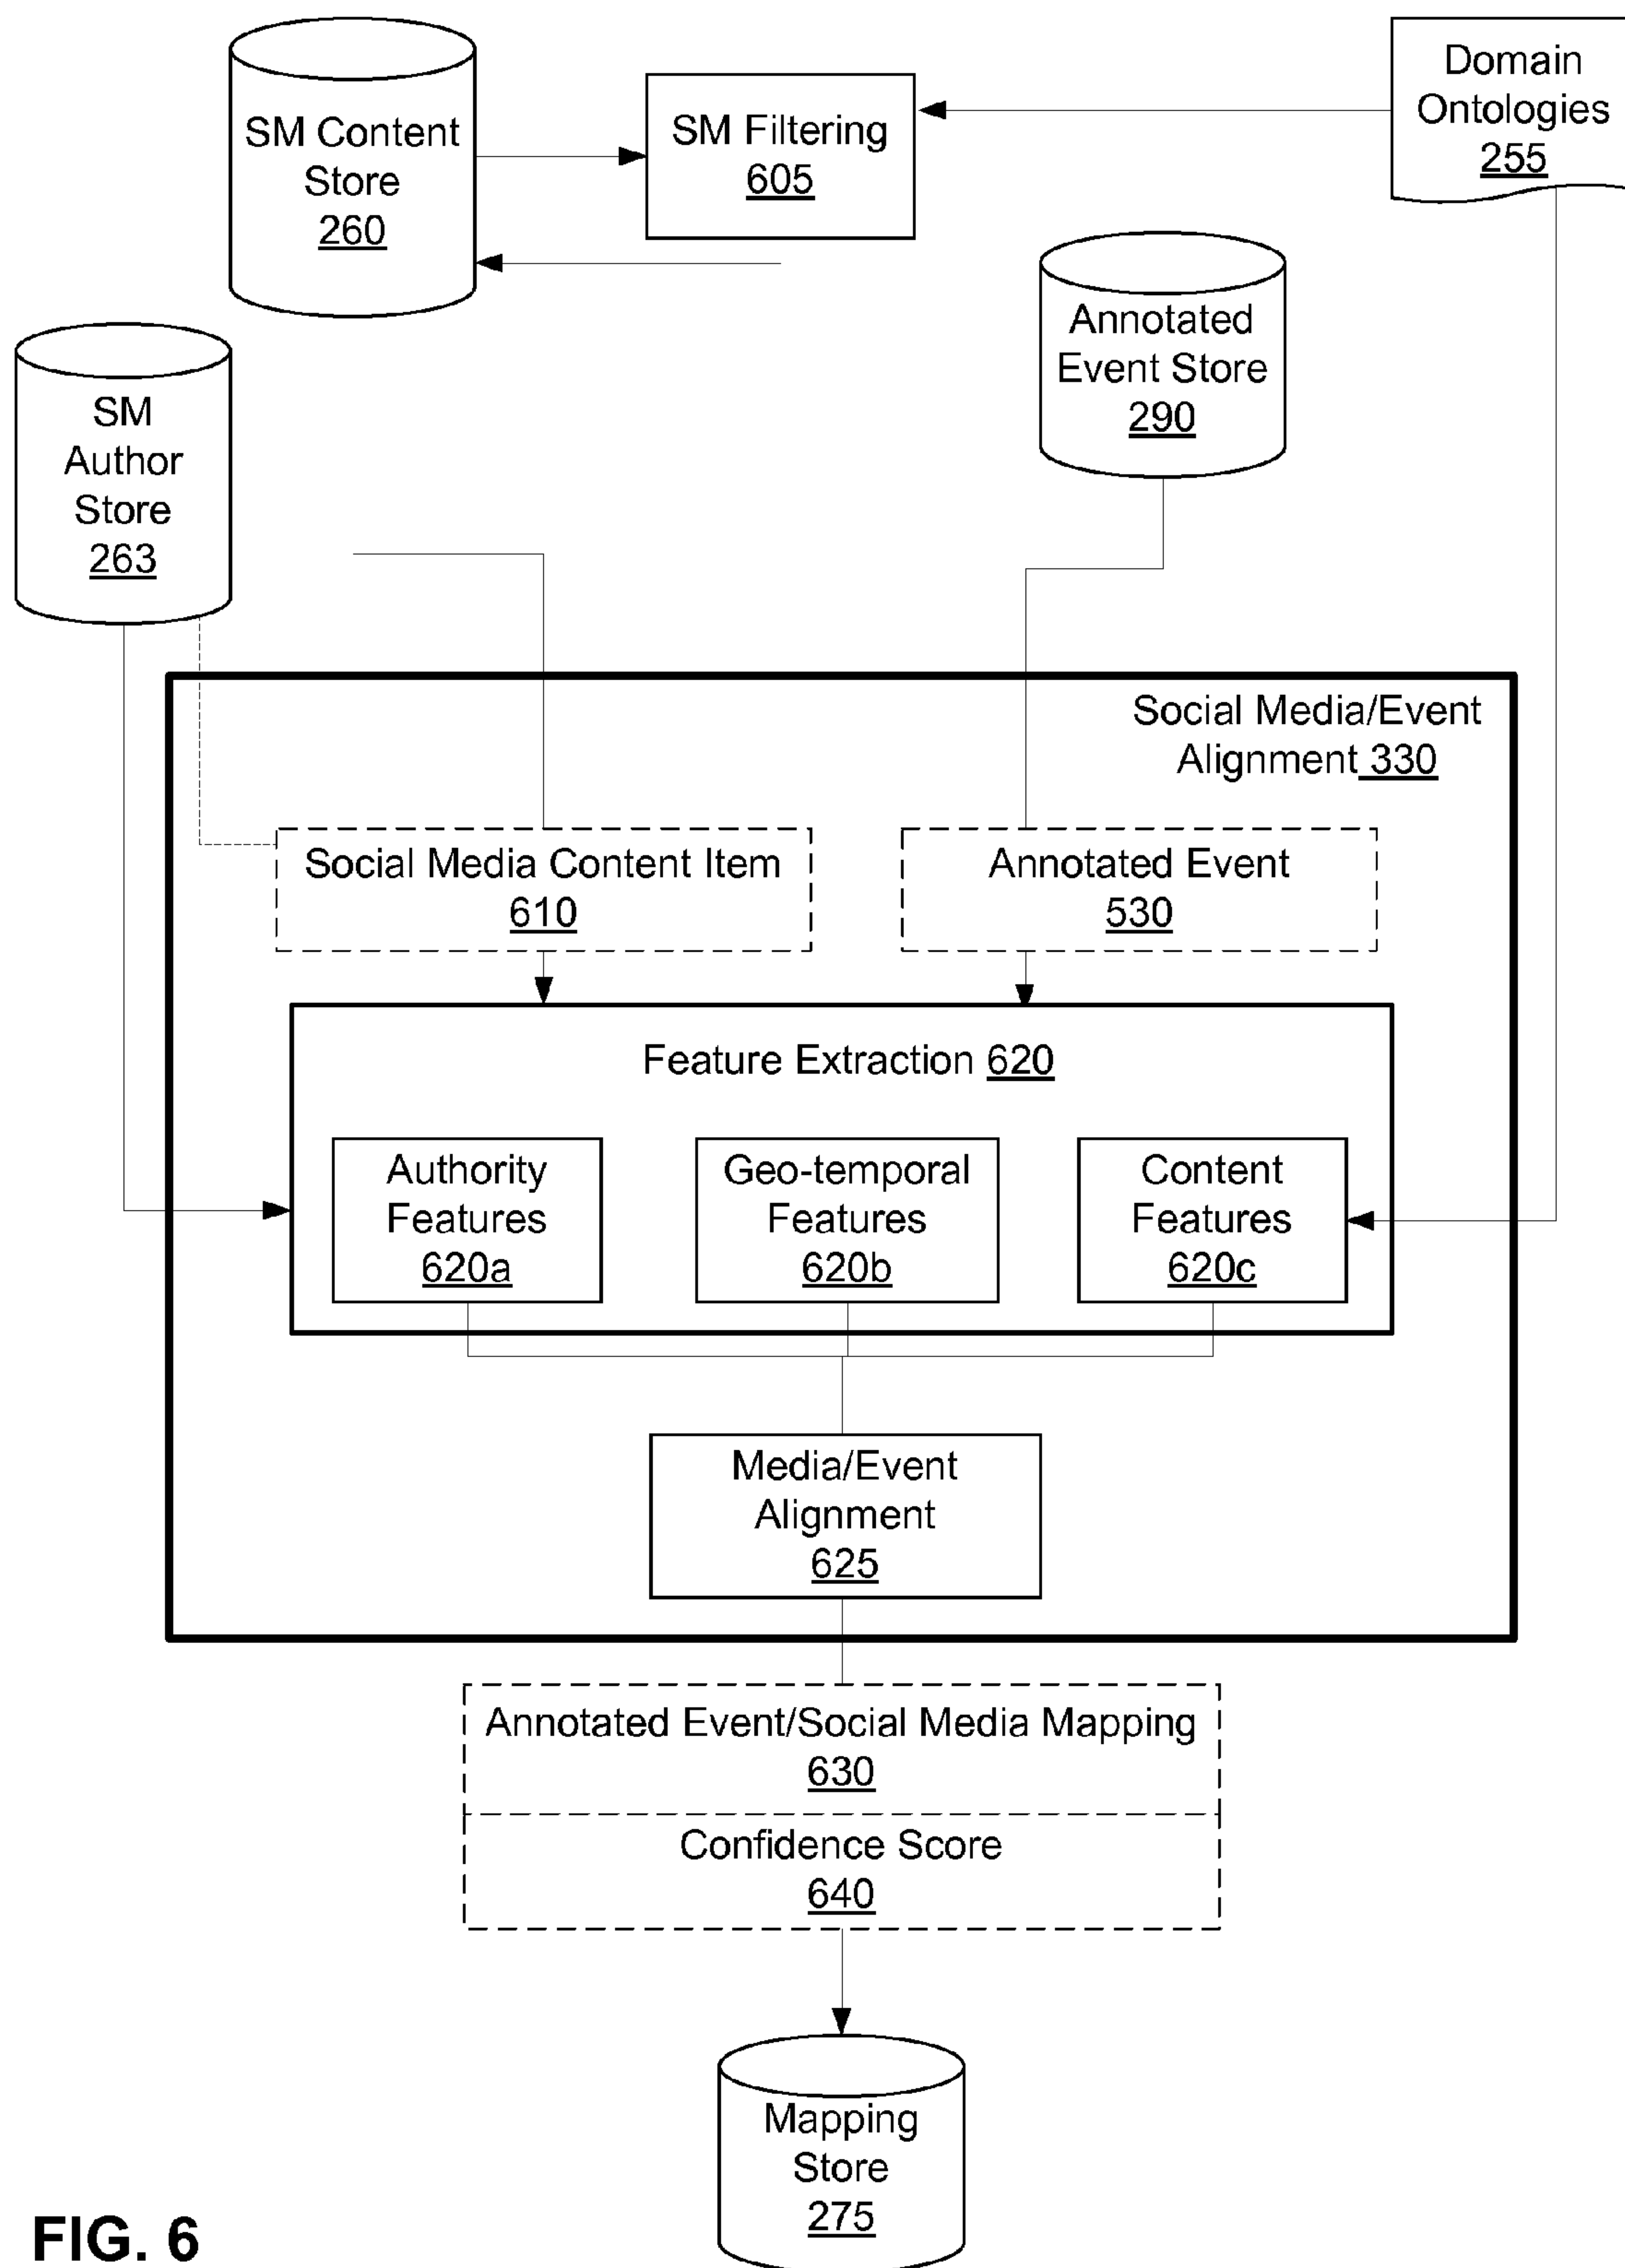 SM Content
Store
260
SM Filtering
605
Domain
Ontologies
255
Annotated
Event Store
290
SM
Author
Store
263
Social Media/Event
Alignment 330
Social Media Content Item
610
Annotated Event
530
Feature Extraction 620
Authority
Features
620a
Geo-temporal
Features
620b
Content
Features
620c
Media/Event
Alignment
625
Annotated Event/Social Media Mapping
630
Confidence Score
640
Mapping
Store
275
FIG. 6